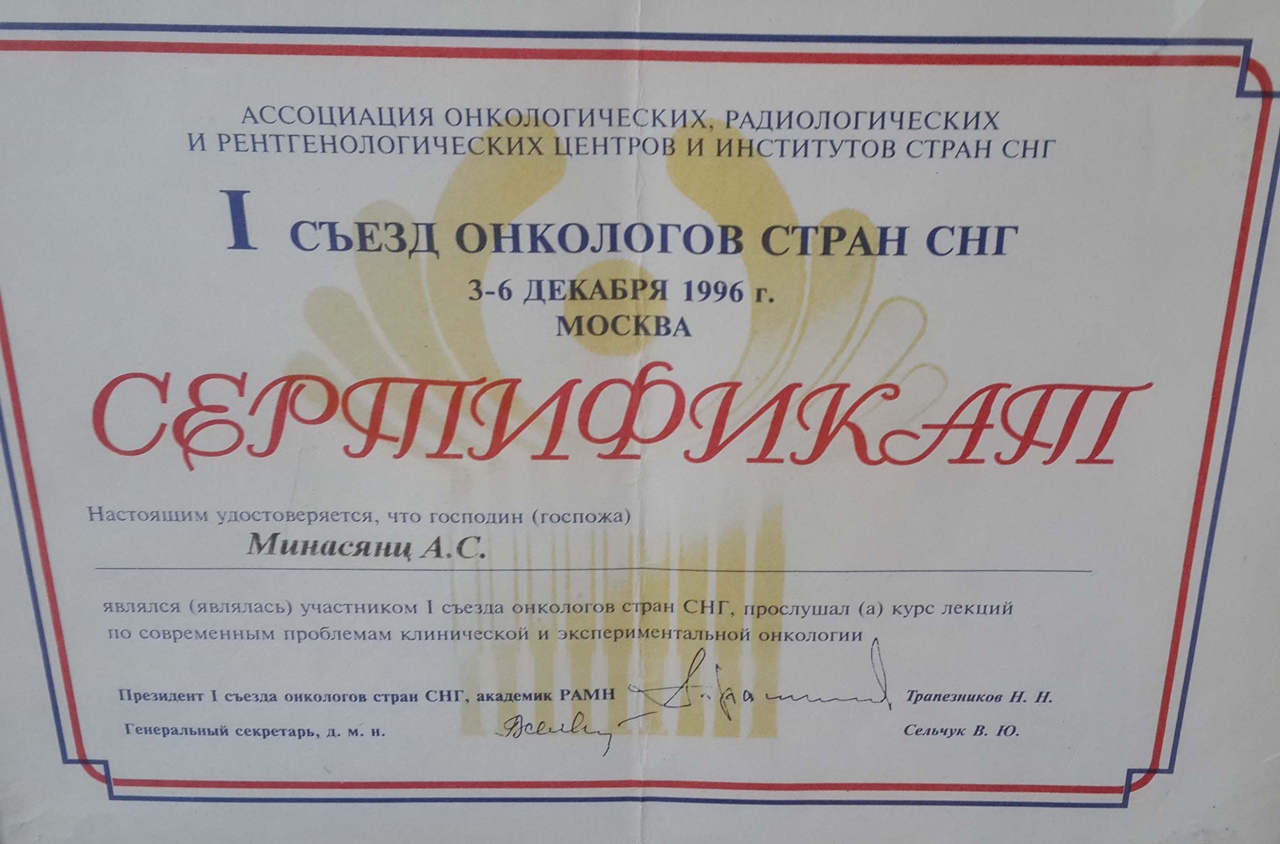 АССОЦИАЦИЯ ОНКОЛОГИЧЕСКИХ, РАДИОЛОГИЧЕСКИХ
И РЕНТГЕНОЛОГИЧЕСКИХ ЦЕНТРОВ И ИНСТИТУТОВ СТРАН СНГ
I СЪЕЗД ОНКОЛОГОВ СТРАН СНГ
3-6 ДЕКАБРЯ 1996 г.
МОСКВА
СЕРТИФИКАТ
Настоящим удостоверяется, что господин (госпожа)
Минасянц А.С.
являлся (являлась) участником I съезда онкологов стран СНГ, прослушал (а) курс лекций
по современным проблемам клинической и экспериментальной онкологии
Президент I съезда онкологов стран СНГ, академик РАМН Трапезников Н. Н.
Генеральный секретарь, д. м. н. Сельчук В. Ю.